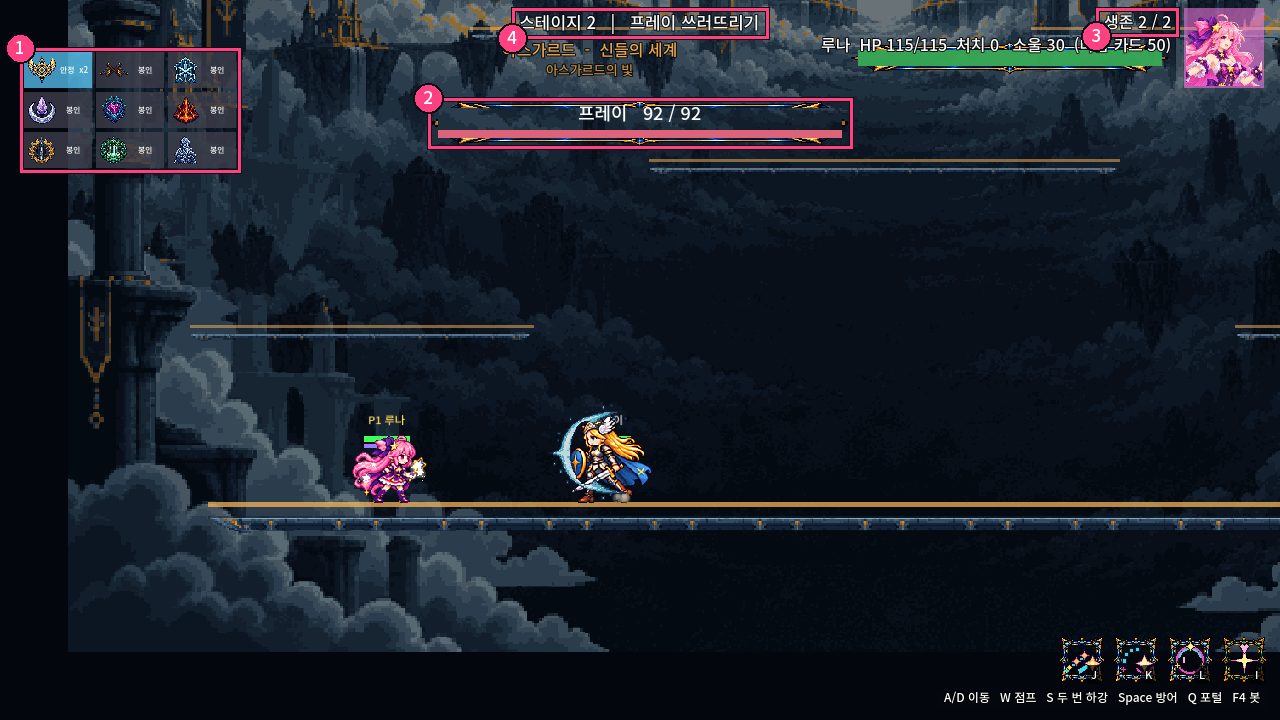 스테이지 2 | 프레이 쓰러뜨리기
생존 2 / 2
4
3
1
아스가르드 - 신들의 세계
아스가르드의 빛
루나 HP 115/115 처치 0 소울 30 카드 50)
안정 x2 봉인 봉인
2
프레이 92 / 92
봉인 봉인 봉인
봉인 봉인 봉인
P1 루나
이
J K L I
A/D 이동 W 점프 S 두 번 하강 Space 방어 Q 포털 F4 봇